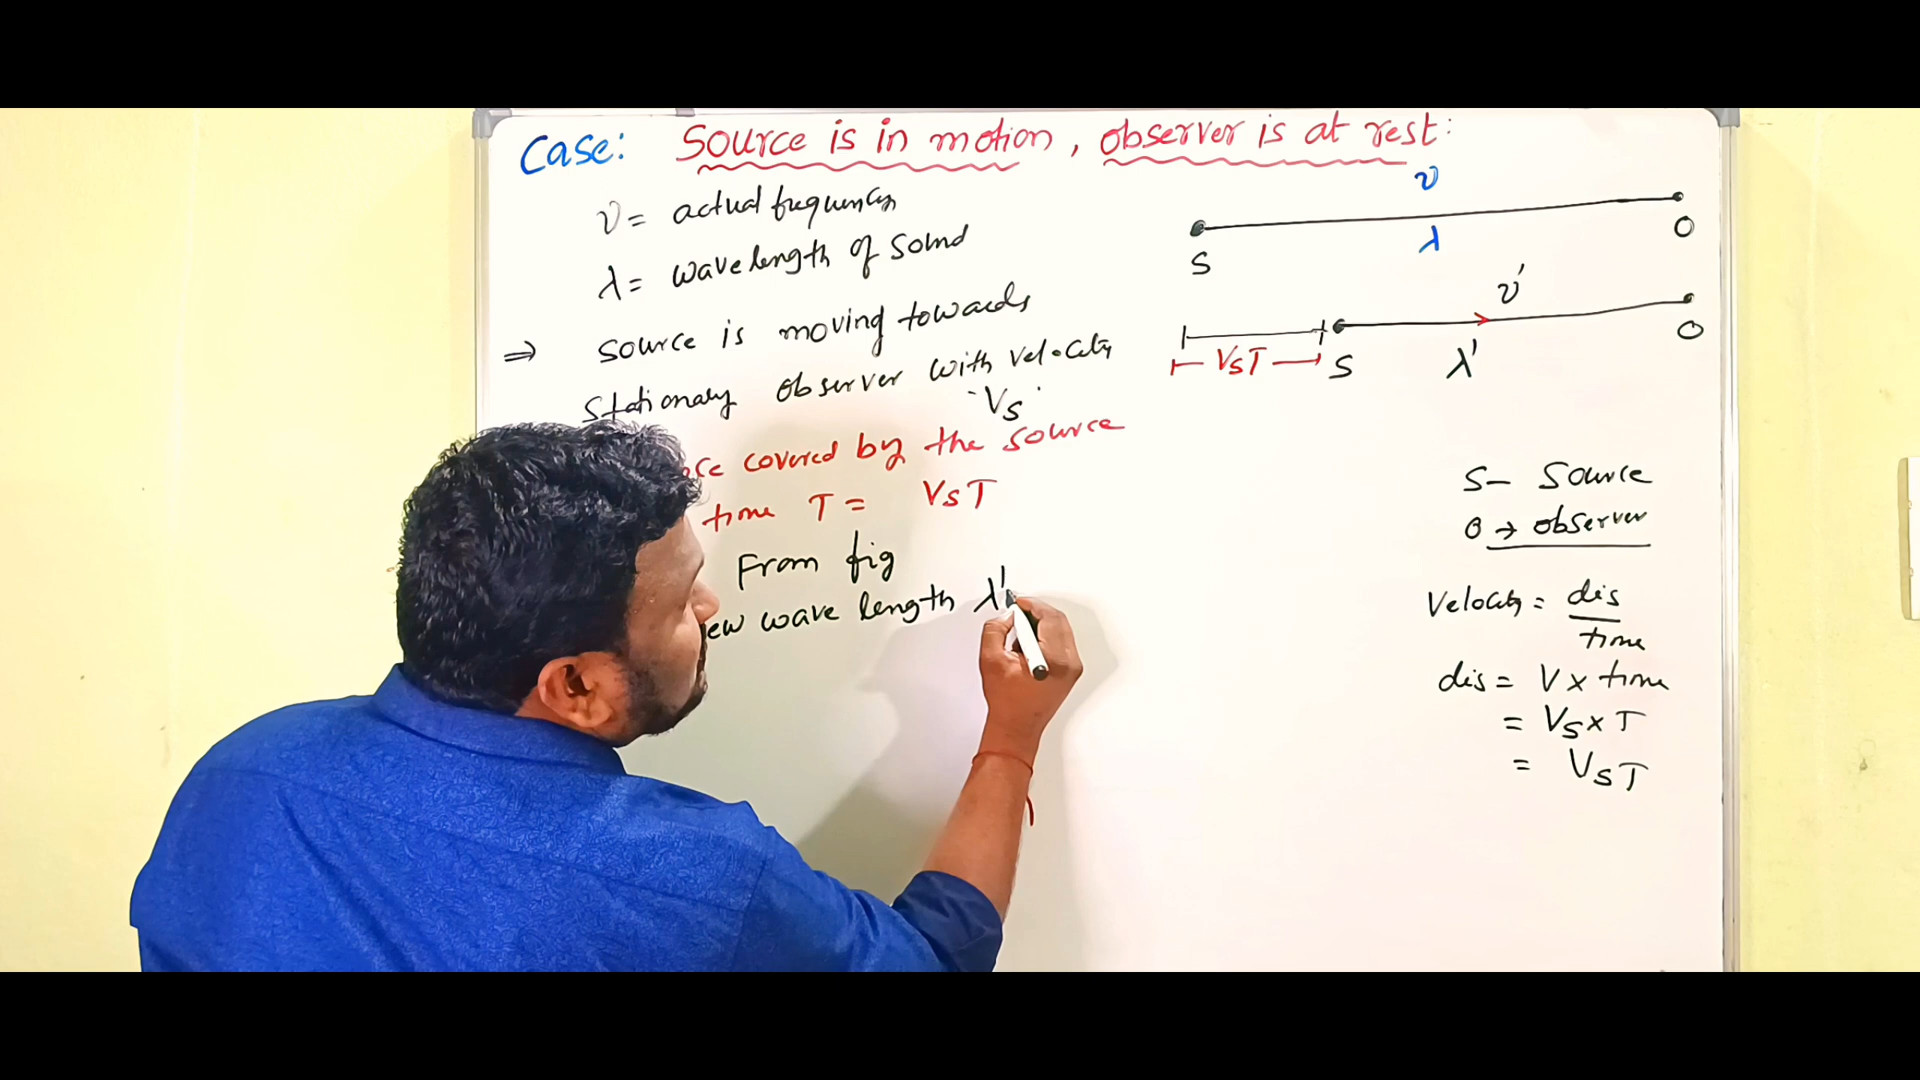 Case: Source is in motion, observer is at rest:
ν = actual frequency
λ = wavelength of sound
⇒ source is moving towards
stationary observer with velocity
'Vs'
covered by the source
time T = VsT
From fig
wave length λ'
ν
S λ O
ν'
VsT S λ' O
S – Source
O → observer
Velocity = dis
time
dis = V x time
= Vs x T
= VsT